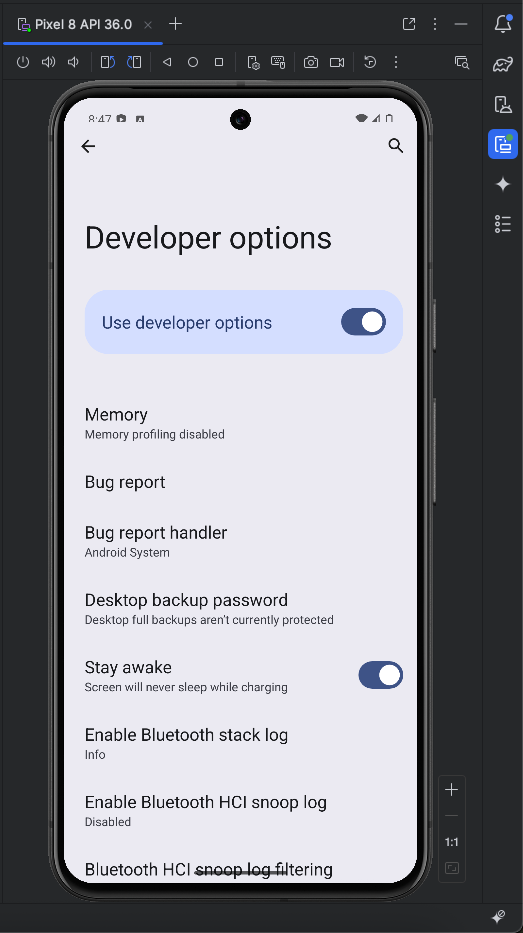 Pixel 8 API 36.0
8:47
Developer options
Use developer options
Memory
Memory profiling disabled
Bug report
Bug report handler
Android System
Desktop backup password
Desktop full backups aren't currently protected
Stay awake
Screen will never sleep while charging
Enable Bluetooth stack log
Info
Enable Bluetooth HCI snoop log
Disabled
Bluetooth HCI snoop log filtering
1:1